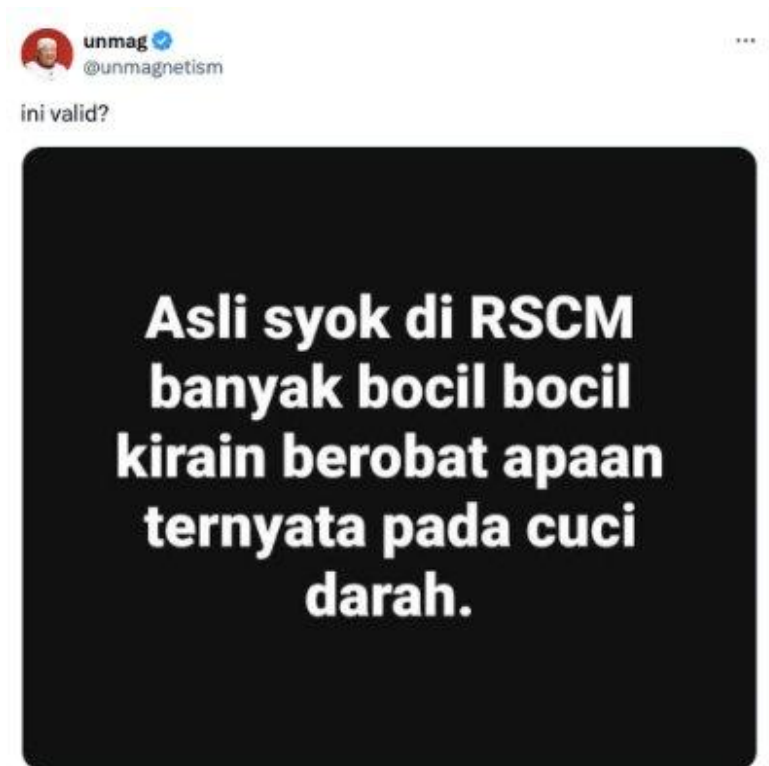 unmag
@unmagnetism
ini valid?
Asli syok di RSCM
banyak bocil bocil
kirain berobat apaan
ternyata pada cuci
darah.